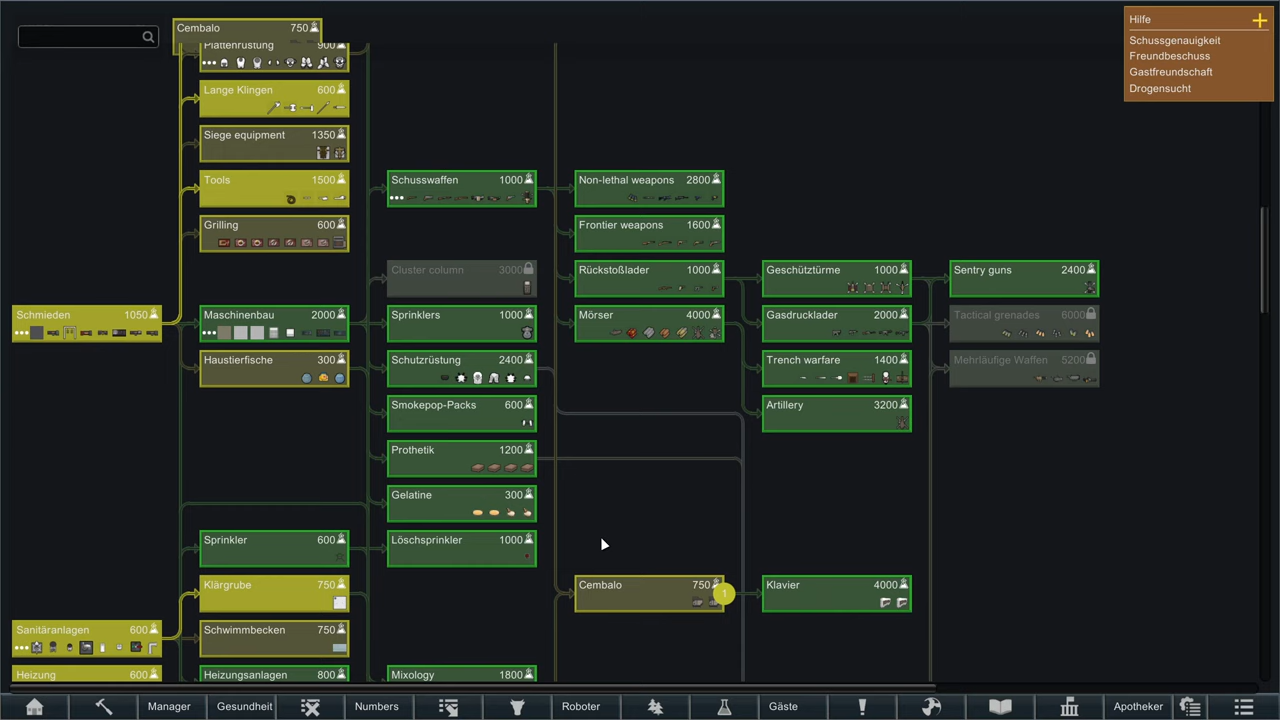 Cembalo 750
Plattenrüstung 900
Lange Klingen 600
Siege equipment 1350
Tools 1500
Grilling 600
Schmieden 1050
Maschinenbau 2000
Haustierfische 300
Sprinkler 600
Klärgrube 750
Sanitäranlagen 600
Schwimmbecken 750
Heizung 600
Heizungsanlagen 800
Schusswaffen 1000
Cluster column 3000
Sprinklers 1000
Schutzrüstung 2400
Smokepop-Packs 600
Prothetik 1200
Gelatine 300
Löschsprinkler 1000
Mixology 1800
Non-lethal weapons 2800
Frontier weapons 1600
Rückstoßlader 1000
Mörser 4000
Cembalo 750
1
Geschütztürme 1000
Gasdrucklader 2000
Trench warfare 1400
Artillery 3200
Klavier 4000
Sentry guns 2400
Tactical grenades 6000
Mehrläufige Waffen 5200
Hilfe
Schussgenauigkeit
Freundbeschuss
Gastfreundschaft
Drogensucht
Manager Gesundheit Numbers Roboter Gäste Apotheker